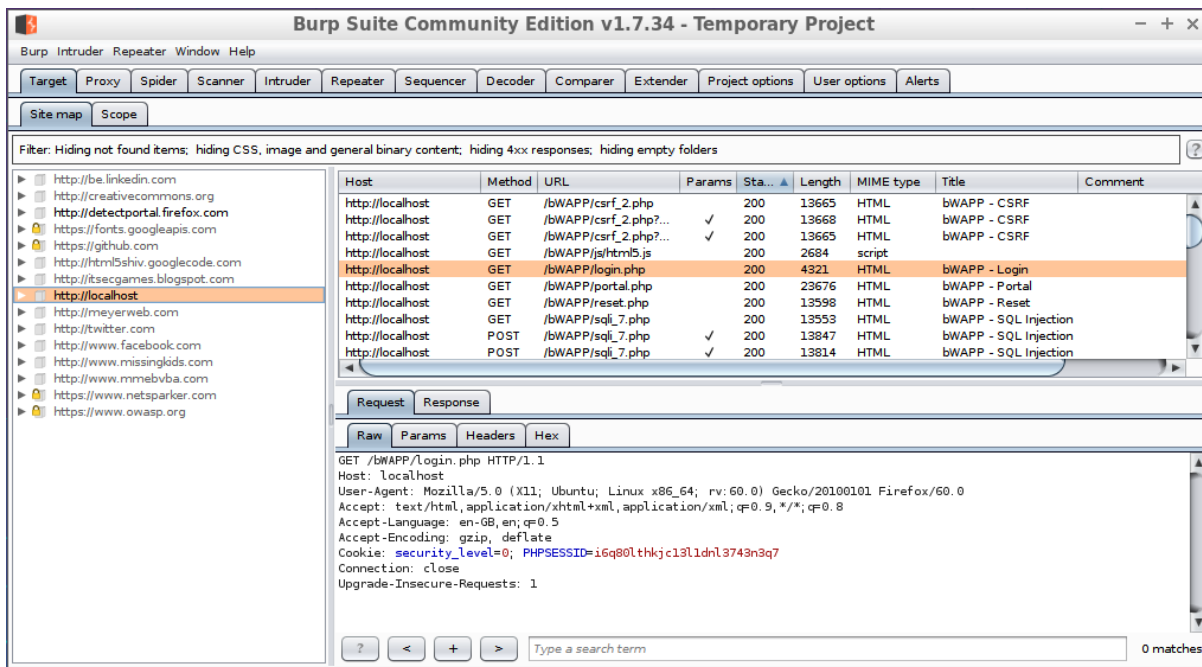 Burp Suite Community Edition v1.7.34 - Temporary Project
Burp Intruder Repeater Window Help
Target Proxy Spider Scanner Intruder Repeater Sequencer Decoder Comparer Extender Project options User options Alerts
Site map Scope
Filter: Hiding not found items; hiding CSS, image and general binary content; hiding 4xx responses; hiding empty folders ?
http://be.linkedin.com
http://creativecommons.org
http://detectportal.firefox.com
https://fonts.googleapis.com
https://github.com
http://html5shiv.googlecode.com
http://itsecgames.blogspot.com
http://localhost
http://meyerweb.com
http://twitter.com
http://www.facebook.com
http://www.missingkids.com
http://www.mmebvba.com
https://www.netsparker.com
https://www.owasp.org
Host Method URL Params Sta... Length MIME type Title Comment
http://localhost GET /bWAPP/csrf_2.php 200 13665 HTML bWAPP - CSRF
http://localhost GET /bWAPP/csrf_2.php?... ✓ 200 13668 HTML bWAPP - CSRF
http://localhost GET /bWAPP/csrf_2.php?... ✓ 200 13665 HTML bWAPP - CSRF
http://localhost GET /bWAPP/js/html5.js 200 2684 script
http://localhost GET /bWAPP/login.php 200 4321 HTML bWAPP - Login
http://localhost GET /bWAPP/portal.php 200 23676 HTML bWAPP - Portal
http://localhost GET /bWAPP/reset.php 200 13598 HTML bWAPP - Reset
http://localhost GET /bWAPP/sqli_7.php 200 13553 HTML bWAPP - SQL Injection
http://localhost POST /bWAPP/sqli_7.php ✓ 200 13847 HTML bWAPP - SQL Injection
http://localhost POST /bWAPP/sqli_7.php ✓ 200 13814 HTML bWAPP - SQL Injection
Request Response
Raw Params Headers Hex
GET /bWAPP/login.php HTTP/1.1
Host: localhost
User-Agent: Mozilla/5.0 (X11; Ubuntu; Linux x86_64; rv:60.0) Gecko/20100101 Firefox/60.0
Accept: text/html,application/xhtml+xml,application/xml;q=0.9,*/*;q=0.8
Accept-Language: en-GB,en;q=0.5
Accept-Encoding: gzip, deflate
Cookie: security_level=0; PHPSESSID=i6q80lthkjc13l1dnl3743n3q7
Connection: close
Upgrade-Insecure-Requests: 1
? < + > Type a search term 0 matches